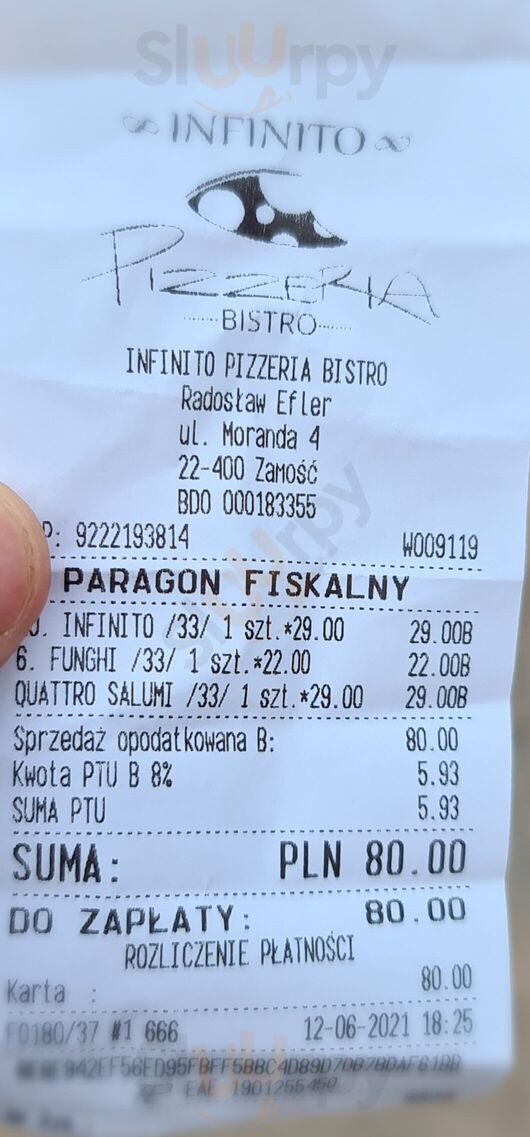 Sluurpy
∞ INFINITO ∞
PIZZERIA
BISTRO
INFINITO PIZZERIA BISTRO
Radosław Efler
ul. Moranda 4
22-400 Zamość
BDO 000183355
P: 9222193814 W009119
PARAGON FISKALNY
. INFINITO /33/ 1 szt.*29.00 29.00B
6. FUNGHI /33/ 1 szt.*22.00 22.00B
QUATTRO SALUMI /33/ 1 szt.*29.00 29.00B
Sprzedaż opodatkowana B: 80.00
Kwota PTU B 8% 5.93
SUMA PTU 5.93
SUMA: PLN 80.00
DO ZAPŁATY: 80.00
ROZLICZENIE PŁATNOŚCI
Karta : 80.00
F0180/37 #1 666 12-06-2021 18:25
EAE 1901255450